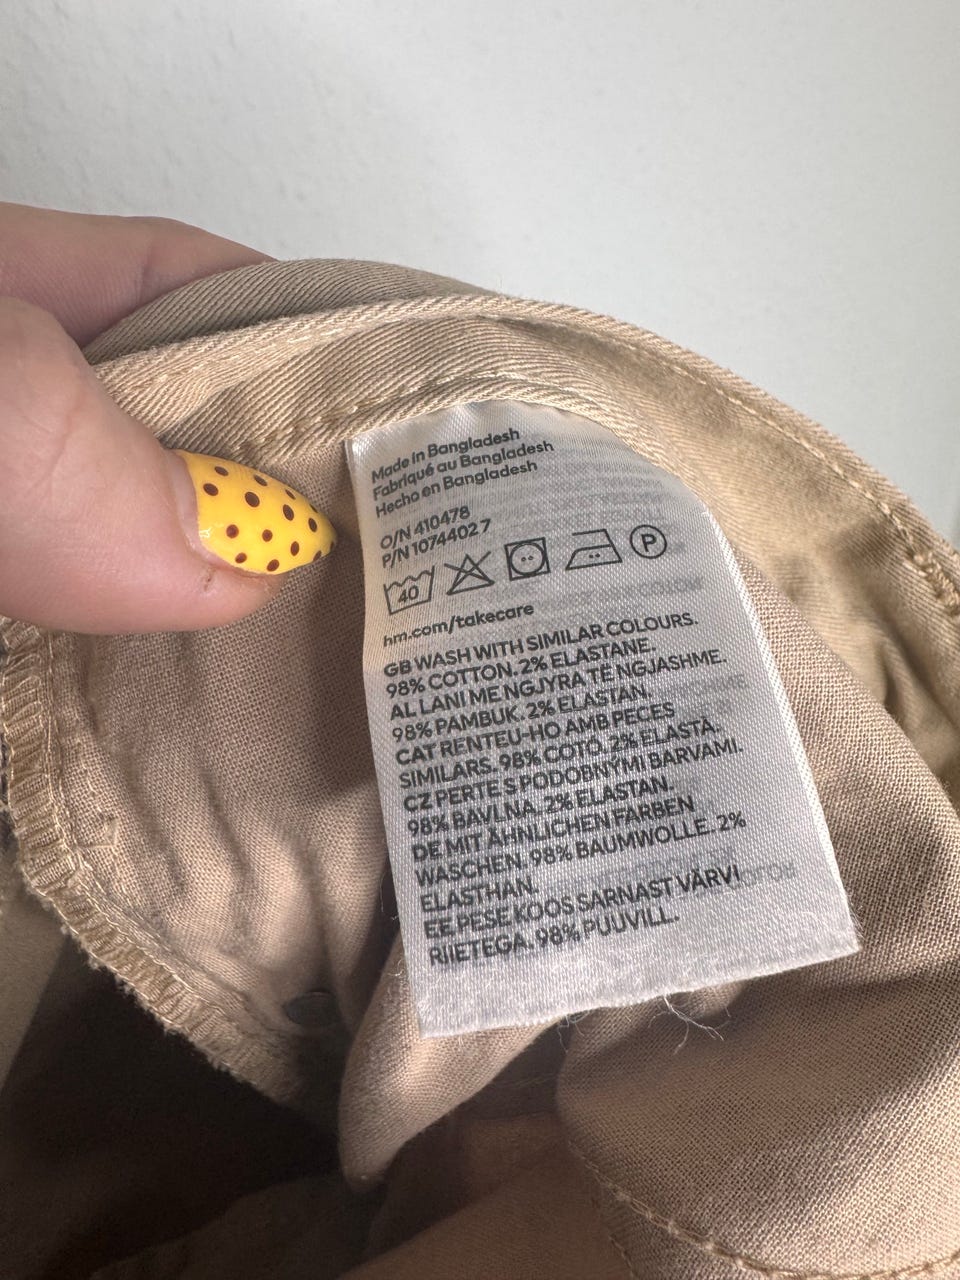 Made in Bangladesh
Fabriqué au Bangladesh
Hecho en Bangladesh
O/N 410478
P/N 10744027
40 P
hm.com/takecare
GB WASH WITH SIMILAR COLOURS.
98% COTTON. 2% ELASTANE.
AL LANI ME NGJYRA TË NGJASHME.
98% PAMBUK. 2% ELASTAN.
CAT RENTEU-HO AMB PECES
SIMILARS. 98% COTÓ. 2% ELASTÀ.
CZ PERTE S PODOBNÝMI BARVAMI.
98% BAVLNA. 2% ELASTAN.
DE MIT ÄHNLICHEN FARBEN
WASCHEN. 98% BAUMWOLLE. 2%
ELASTHAN.
EE PESE KOOS SARNAST VÄRVI
RIIETEGA. 98% PUUVILL.